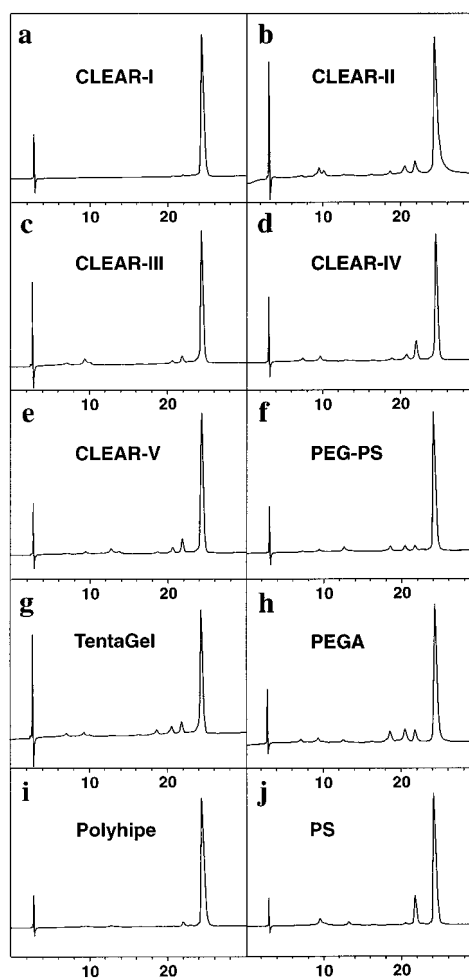 a CLEAR-I
b CLEAR-II
10 20
10 20
c CLEAR-III
d CLEAR-IV
10 20
10 20
e CLEAR-V
f PEG-PS
10 20
10 20
g TentaGel
h PEGA
10 20
10 20
i Polyhipe
j PS
10 20
10 20